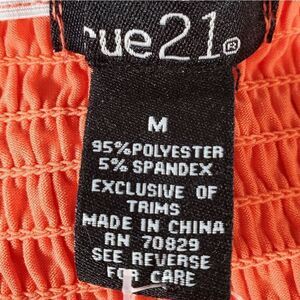 rue21®
M
95% POLYESTER
5% SPANDEX
EXCLUSIVE OF
TRIMS
MADE IN CHINA
RN 70829
SEE REVERSE
FOR CARE